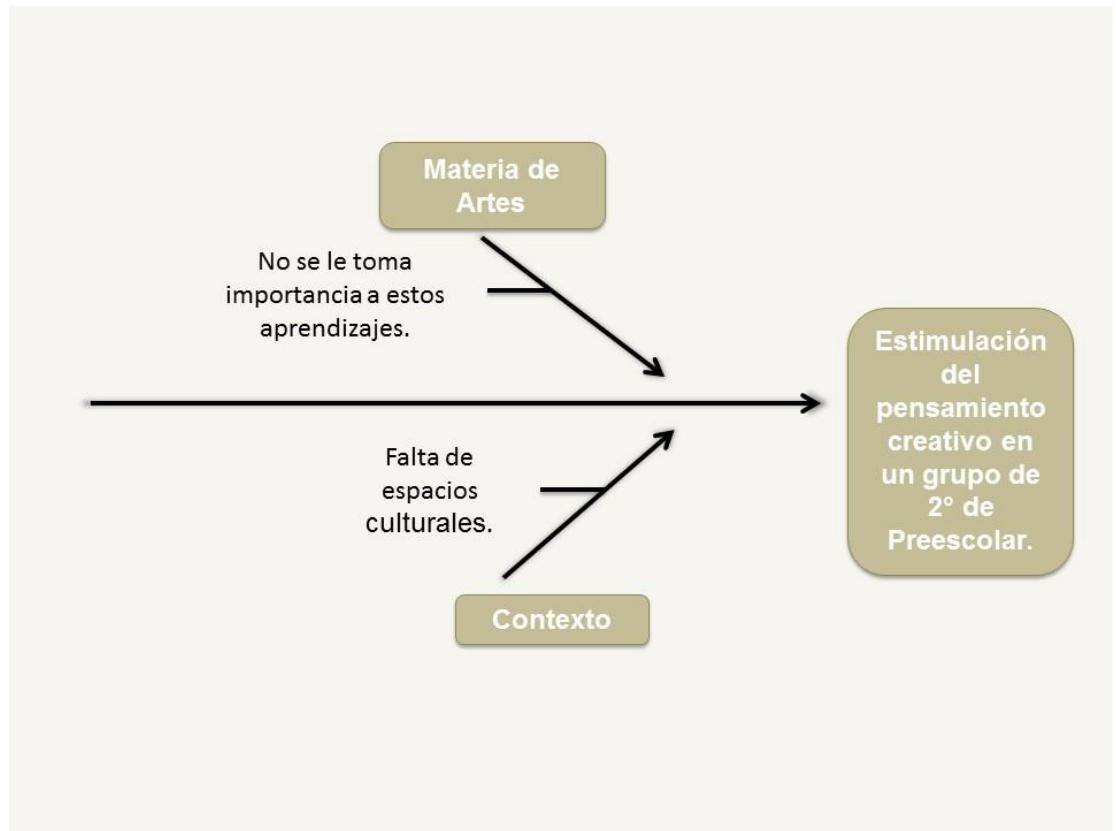 Materia de
Artes
No se le toma
importancia a estos
aprendizajes.
Estimulación
del
pensamiento
creativo en
un grupo de
2° de
Preescolar.
Falta de
espacios
culturales.
Contexto